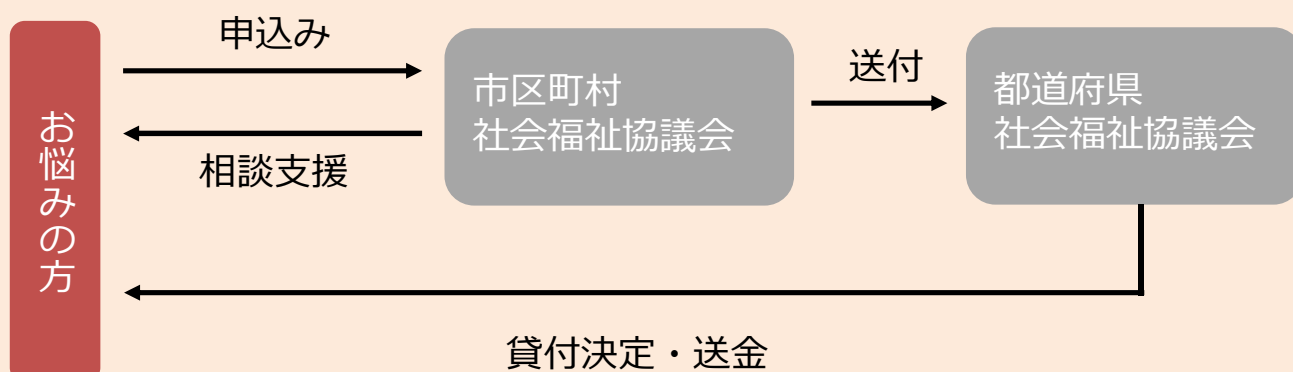 お悩みの方
申込み
相談支援
市区町村
社会福祉協議会
送付
都道府県
社会福祉協議会
貸付決定・送金